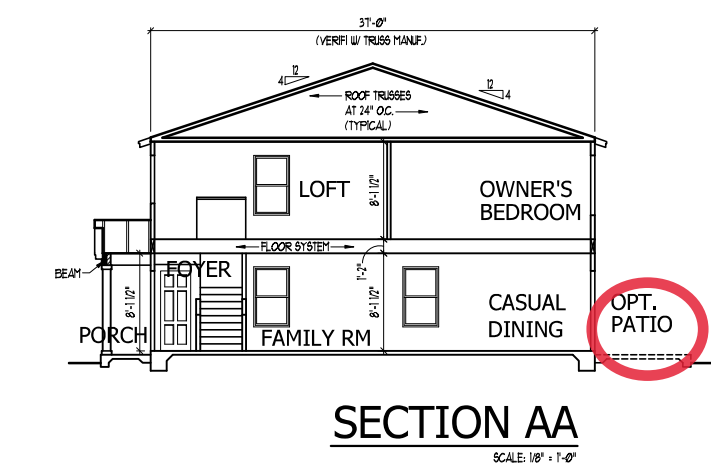 37'-0"
(VERIFI W/ TRUSS MANUF.)
12
4
12
4
ROOF TRUSSES
AT 24" O.C.
(TYPICAL)
LOFT
8'-1 1/2"
OWNER'S
BEDROOM
FLOOR SYSTEM
BEAM
FOYER
1'-2"
8'-1 1/2"
8'-1 1/2"
PORCH
FAMILY RM
CASUAL
DINING
OPT.
PATIO
SECTION AA
SCALE: 1/8" = 1'-0"